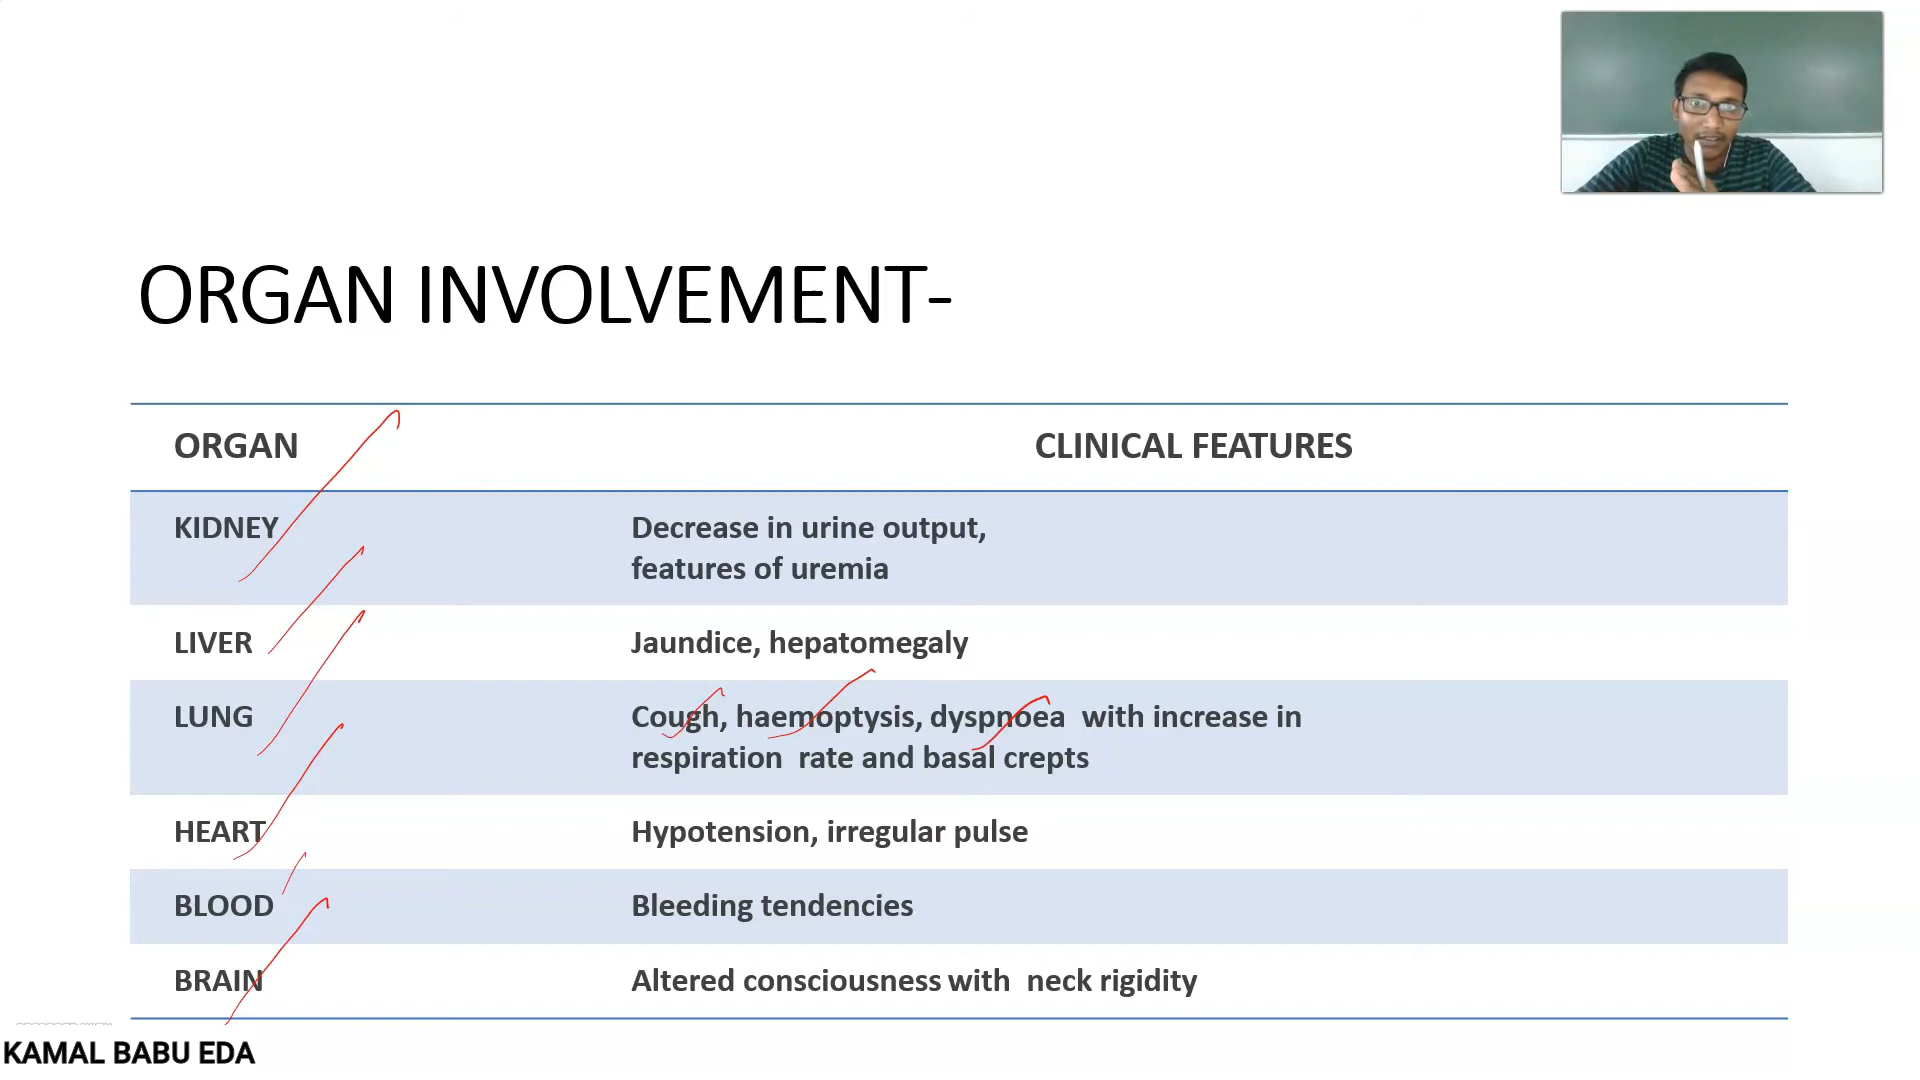 ORGAN INVOLVEMENT-
ORGAN CLINICAL FEATURES
KIDNEY Decrease in urine output,
features of uremia
LIVER Jaundice, hepatomegaly
LUNG Cough, haemoptysis, dyspnoea with increase in
respiration rate and basal crepts
HEART Hypotension, irregular pulse
BLOOD Bleeding tendencies
BRAIN Altered consciousness with neck rigidity
KAMAL BABU EDA